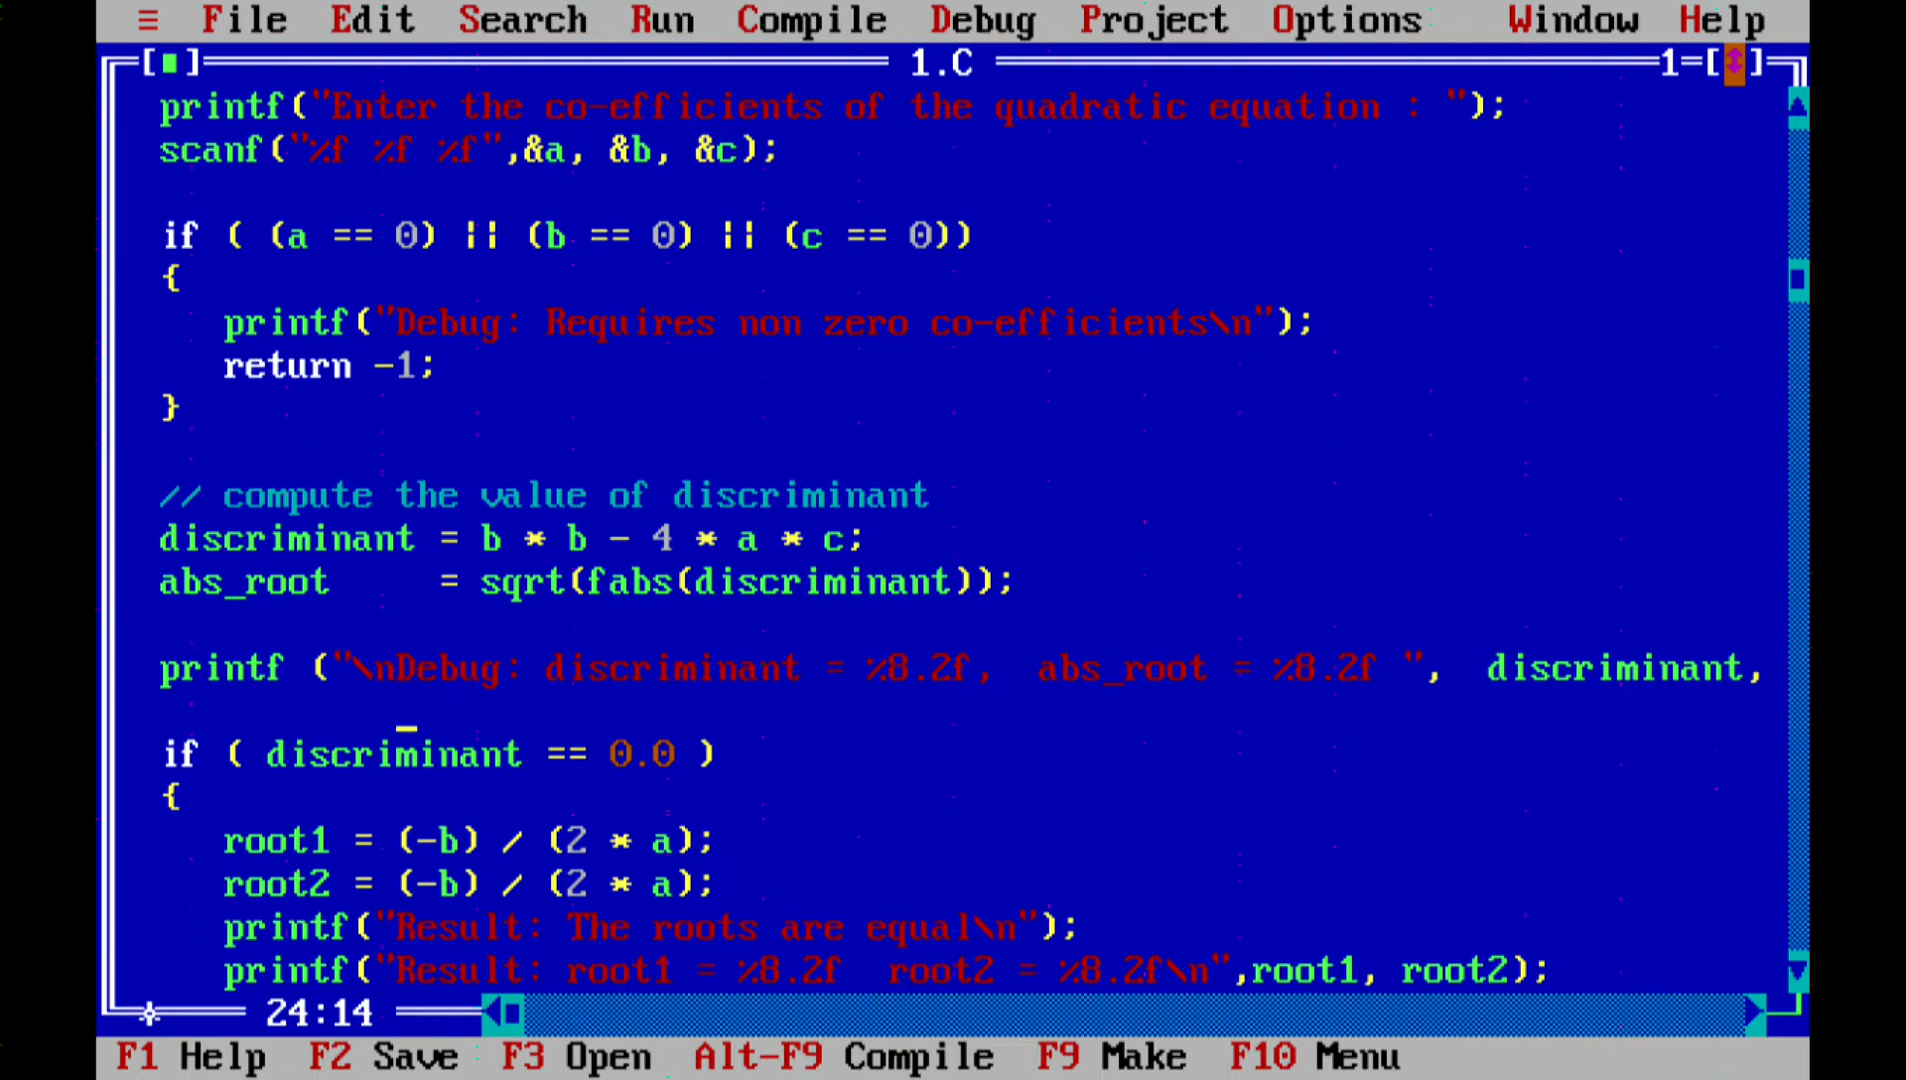 ≡ File Edit Search Run Compile Debug Project Options Window Help
[■] 1.C 1=[↕]
printf("Enter the co-efficients of the quadratic equation : ");
scanf("%f %f %f",&a, &b, &c);
if ( (a == 0) || (b == 0) || (c == 0))
{
printf("Debug: Requires non zero co-efficients\n");
return -1;
}
// compute the value of discriminant
discriminant = b * b - 4 * a * c;
abs_root = sqrt(fabs(discriminant));
printf ("\nDebug: discriminant = %8.2f, abs_root = %8.2f ", discriminant,
if ( discriminant == 0.0 )
{
root1 = (-b) / (2 * a);
root2 = (-b) / (2 * a);
printf("Result: The roots are equal\n");
printf("Result: root1 = %8.2f root2 = %8.2f\n",root1, root2);
24:14
F1 Help F2 Save F3 Open Alt-F9 Compile F9 Make F10 Menu